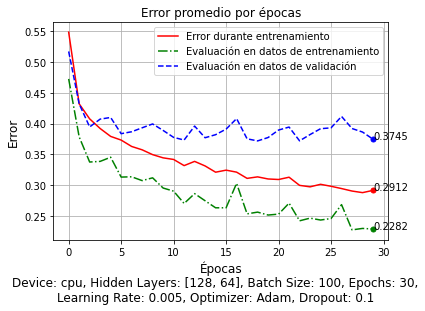 Error promedio por épocas
Error durante entrenamiento
Evaluación en datos de entrenamiento
Evaluación en datos de validación
Error
0.55
0.50
0.45
0.40
0.35
0.30
0.25
0.3745
0.2912
0.2282
0 5 10 15 20 25 30
Épocas
Device: cpu, Hidden Layers: [128, 64], Batch Size: 100, Epochs: 30,
Learning Rate: 0.005, Optimizer: Adam, Dropout: 0.1